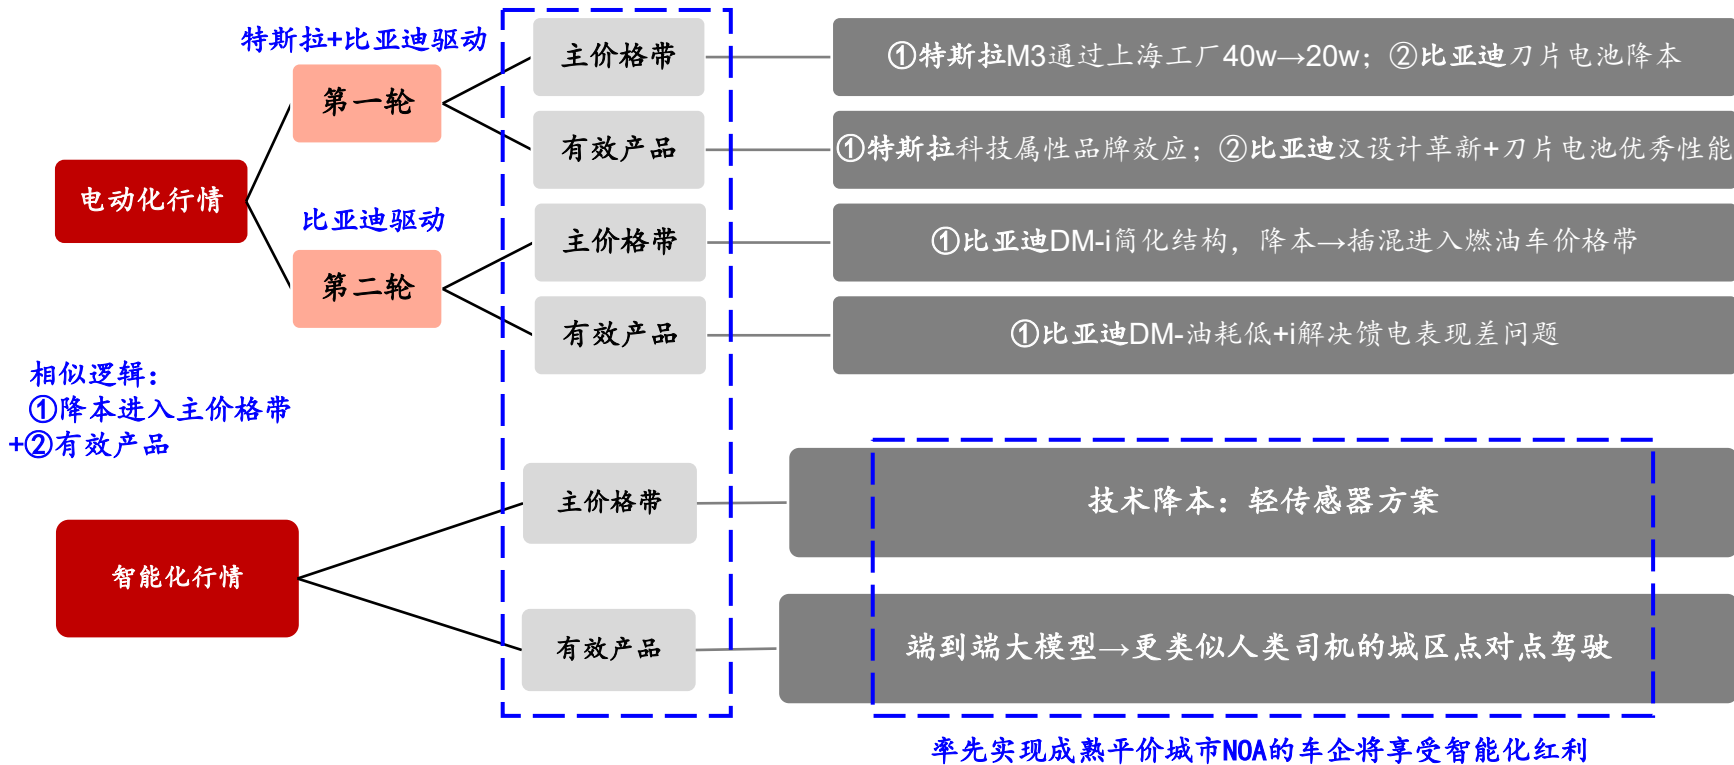 特斯拉+比亚迪驱动
主价格带
①特斯拉M3通过上海工厂40w→20w；②比亚迪刀片电池降本
第一轮
有效产品
①特斯拉科技属性品牌效应；②比亚迪汉设计革新+刀片电池优秀性能
电动化行情
比亚迪驱动
主价格带
①比亚迪DM-i简化结构，降本→插混进入燃油车价格带
第二轮
有效产品
①比亚迪DM-油耗低+i解决馈电表现差问题
相似逻辑：
①降本进入主价格带
+②有效产品
主价格带
技术降本：轻传感器方案
智能化行情
有效产品
端到端大模型→更类似人类司机的城区点对点驾驶
率先实现成熟平价城市NOA的车企将享受智能化红利